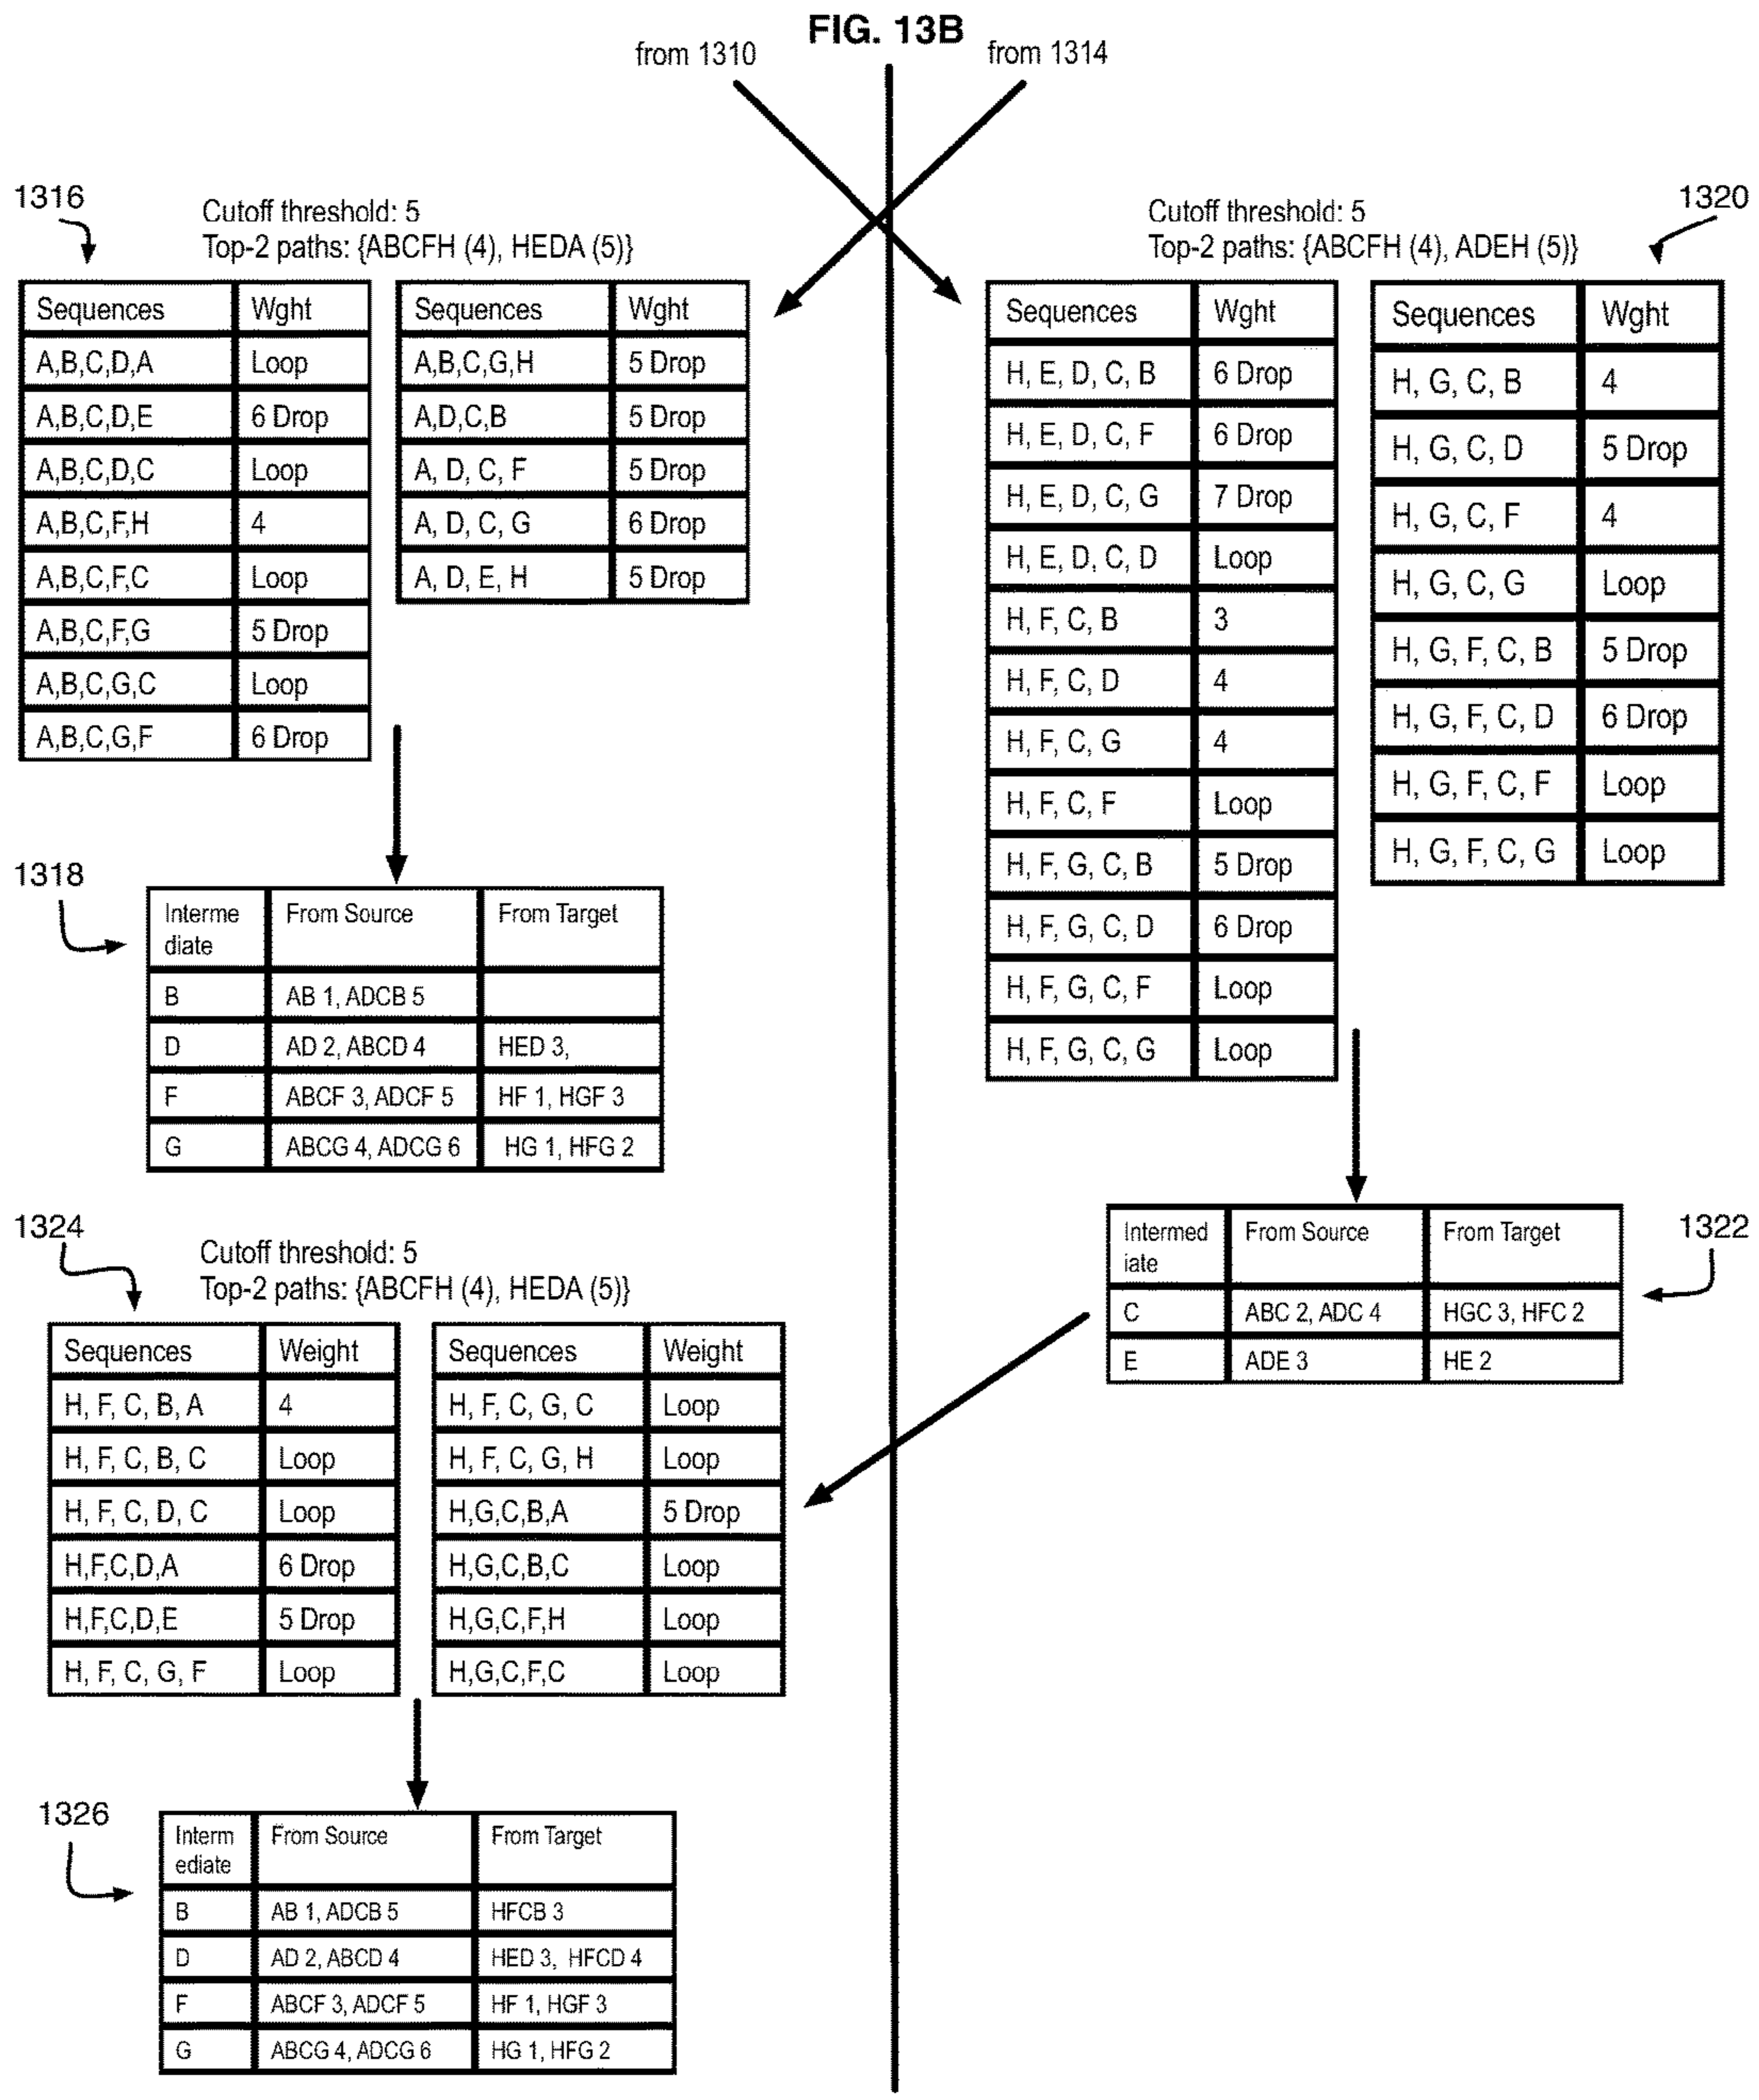 FIG. 13B
from 1310
from 1314
1316
Cutoff threshold: 5
Top-2 paths: {ABCFH (4), HEDA (5)}
Sequences Wght
A,B,C,D,A Loop
A,B,C,D,E 6 Drop
A,B,C,D,C Loop
A,B,C,F,H 4
A,B,C,F,C Loop
A,B,C,F,G 5 Drop
A,B,C,G,C Loop
A,B,C,G,F 6 Drop
Sequences Wght
A,B,C,G,H 5 Drop
A,D,C,B 5 Drop
A, D, C, F 5 Drop
A, D, C, G 6 Drop
A, D, E, H 5 Drop
1318
Interme
diate
From Source From Target
B AB 1, ADCB 5
D AD 2, ABCD 4 HED 3,
F ABCF 3, ADCF 5 HF 1, HGF 3
G ABCG 4, ADCG 6 HG 1, HFG 2
1320
Cutoff threshold: 5
Top-2 paths: {ABCFH (4), ADEH (5)}
Sequences Wght
H, E, D, C, B 6 Drop
H, E, D, C, F 6 Drop
H, E, D, C, G 7 Drop
H, E, D, C, D Loop
H, F, C, B 3
H, F, C, D 4
H, F, C, G 4
H, F, C, F Loop
H, F, G, C, B 5 Drop
H, F, G, C, D 6 Drop
H, F, G, C, F Loop
H, F, G, C, G Loop
Sequences Wght
H, G, C, B 4
H, G, C, D 5 Drop
H, G, C, F 4
H, G, C, G Loop
H, G, F, C, B 5 Drop
H, G, F, C, D 6 Drop
H, G, F, C, F Loop
H, G, F, C, G Loop
1322
Intermed
iate
From Source From Target
C ABC 2, ADC 4 HGC 3, HFC 2
E ADE 3 HE 2
1324
Cutoff threshold: 5
Top-2 paths: {ABCFH (4), HEDA (5)}
Sequences Weight
H, F, C, B, A 4
H, F, C, B, C Loop
H, F, C, D, C Loop
H,F,C,D,A 6 Drop
H,F,C,D,E 5 Drop
H, F, C, G, F Loop
Sequences Weight
H, F, C, G, C Loop
H, F, C, G, H Loop
H,G,C,B,A 5 Drop
H,G,C,B,C Loop
H,G,C,F,H Loop
H,G,C,F,C Loop
1326
Interm
ediate
From Source From Target
B AB 1, ADCB 5 HFCB 3
D AD 2, ABCD 4 HED 3, HFCD 4
F ABCF 3, ADCF 5 HF 1, HGF 3
G ABCG 4, ADCG 6 HG 1, HFG 2